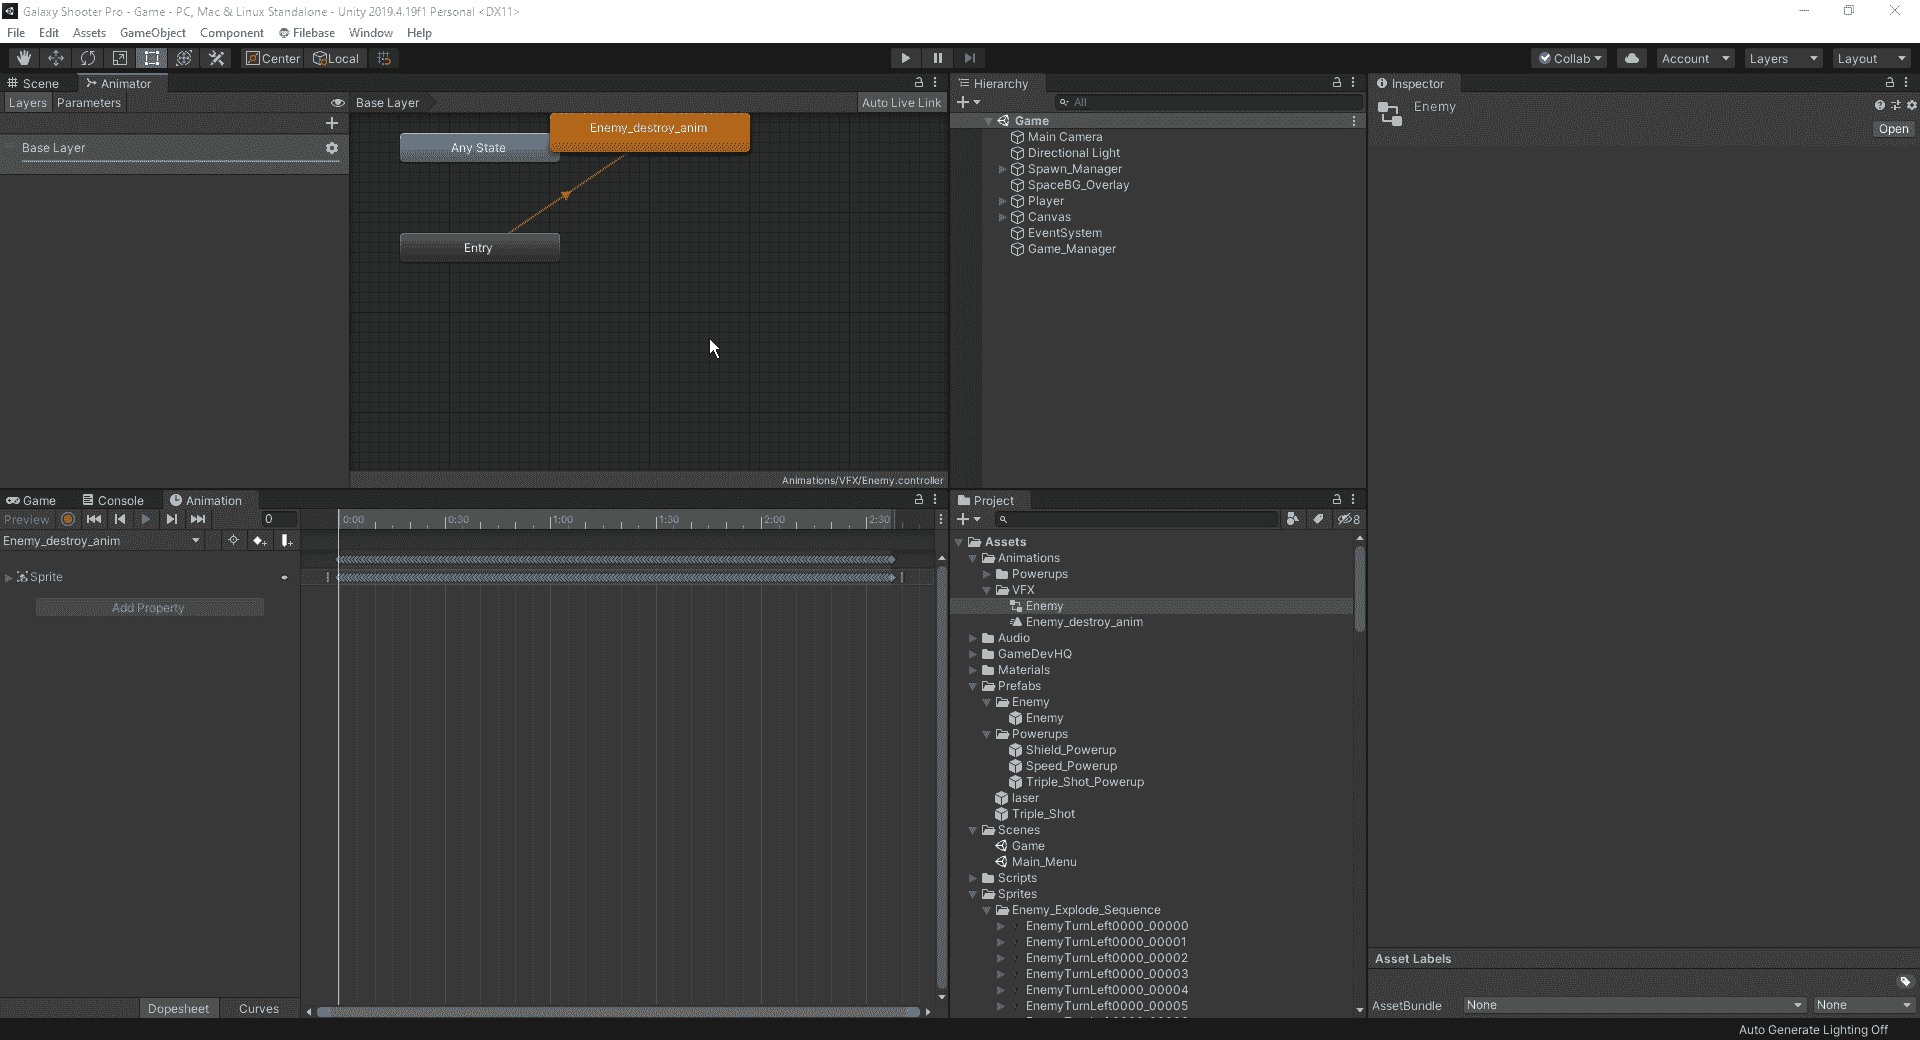 Galaxy Shooter Pro - Game - PC, Mac & Linux Standalone - Unity 2019.4.19f1 Personal <DX11>
File Edit Assets GameObject Component Filebase Window Help
Center Local Collab Account Layers Layout
Scene Animator
Layers Parameters Base Layer Auto Live Link
Base Layer
Any State
Enemy_destroy_anim
Entry
Animations/VFX/Enemy.controller
Hierarchy
All
Game
Main Camera
Directional Light
Spawn_Manager
SpaceBG_Overlay
Player
Canvas
EventSystem
Game_Manager
Inspector
Enemy
Open
Game Console Animation
Preview 0
0:00 0:30 1:00 1:30 2:00 2:30
Enemy_destroy_anim
Sprite
Add Property
Dopesheet Curves
Project
8
Assets
Animations
Powerups
VFX
Enemy
Enemy_destroy_anim
Audio
GameDevHQ
Materials
Prefabs
Enemy
Enemy
Powerups
Shield_Powerup
Speed_Powerup
Triple_Shot_Powerup
laser
Triple_Shot
Scenes
Game
Main_Menu
Scripts
Sprites
Enemy_Explode_Sequence
EnemyTurnLeft0000_00000
EnemyTurnLeft0000_00001
EnemyTurnLeft0000_00002
EnemyTurnLeft0000_00003
EnemyTurnLeft0000_00004
EnemyTurnLeft0000_00005
Asset Labels
AssetBundle None None
Auto Generate Lighting Off